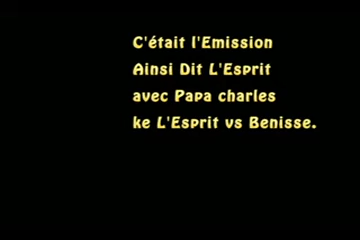 C'était l'Emission
Ainsi Dit L'Esprit
avec Papa charles
ke L'Esprit vs Benisse.